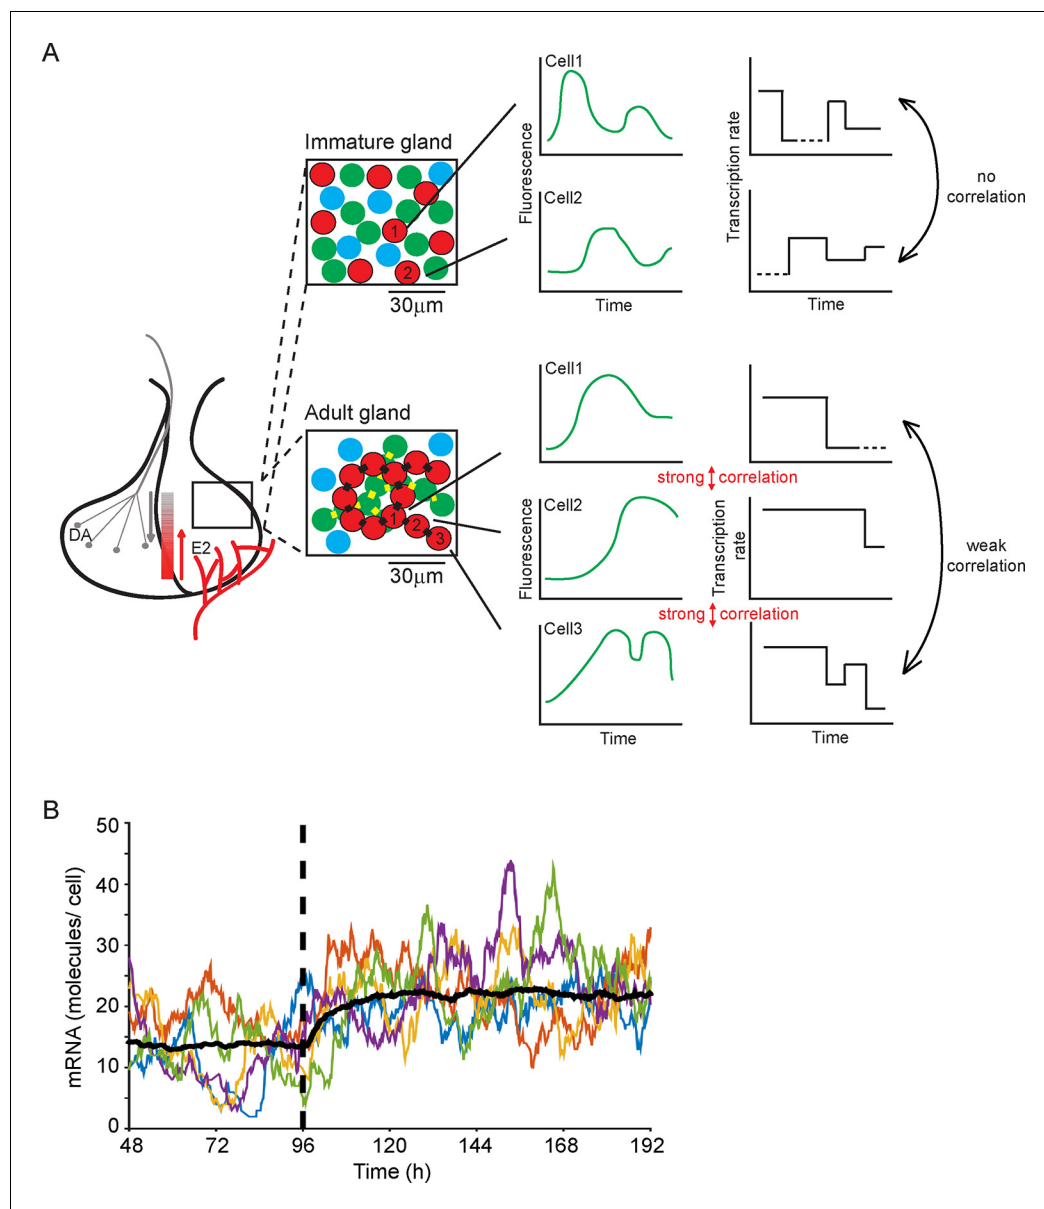 A
Immature gland
1
2
30μm
Cell1
Cell2
Fluorescence
Time
Transcription rate
Time
no
correlation
DA
E2
Adult gland
1
2
3
30μm
Cell1
strong correlation
Cell2
Fluorescence
Transcription
rate
strong correlation
Cell3
Time
Time
weak
correlation
B
50
40
30
20
10
0
mRNA (molecules/ cell)
48 72 96 120 144 168 192
Time (h)